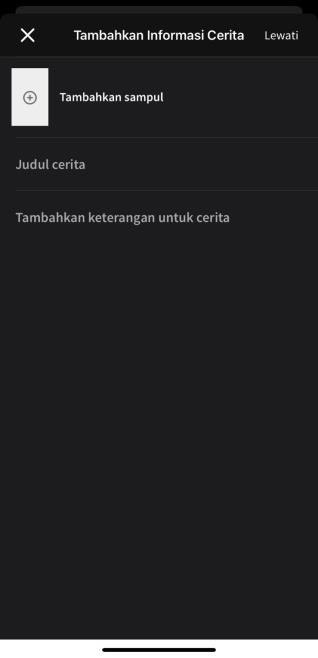 Tambahkan Informasi Cerita
Lewati
Tambahkan sampul
Judul cerita
Tambahkan keterangan untuk cerita